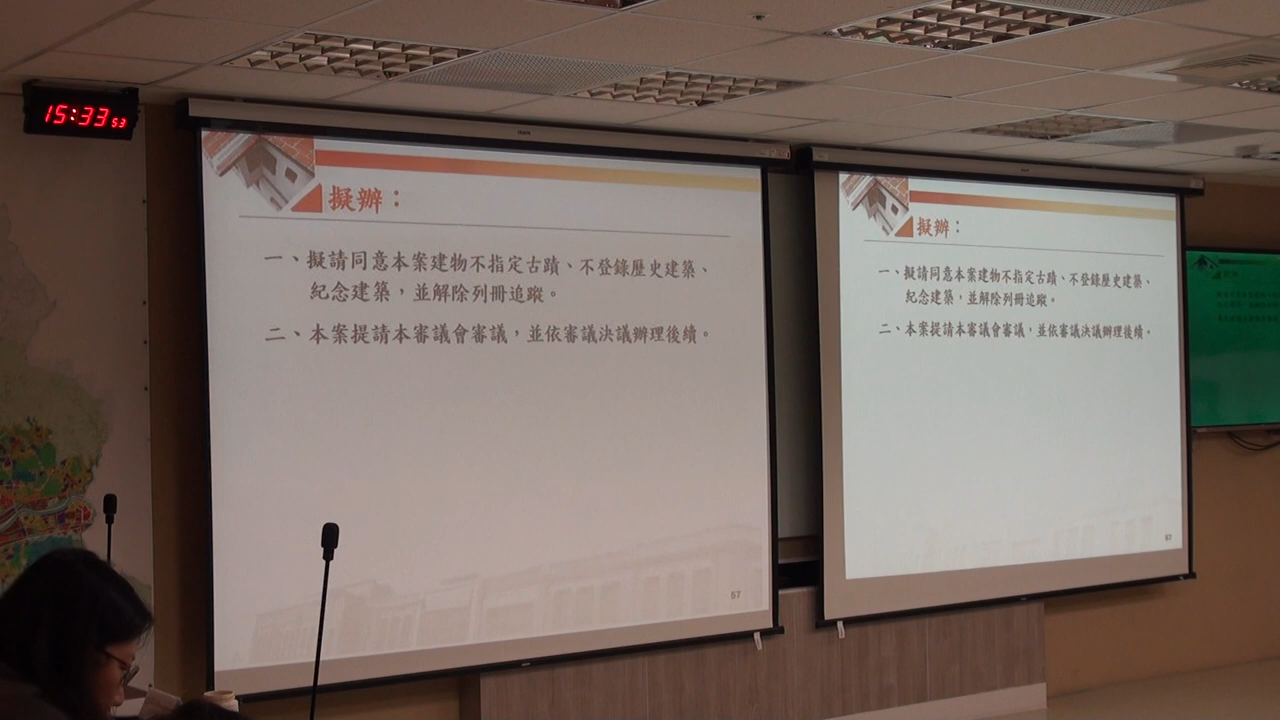 15:33 53
擬辦：
一、擬請同意本案建物不指定古蹟、不登錄歷史建築、
紀念建築，並解除列冊追蹤。
二、本案提請本審議會審議，並依審議決議辦理後續。
57
擬辦：
一、擬請同意本案建物不指定古蹟、不登錄歷史建築、
紀念建築，並解除列冊追蹤。
二、本案提請本審議會審議，並依審議決議辦理後續。
57